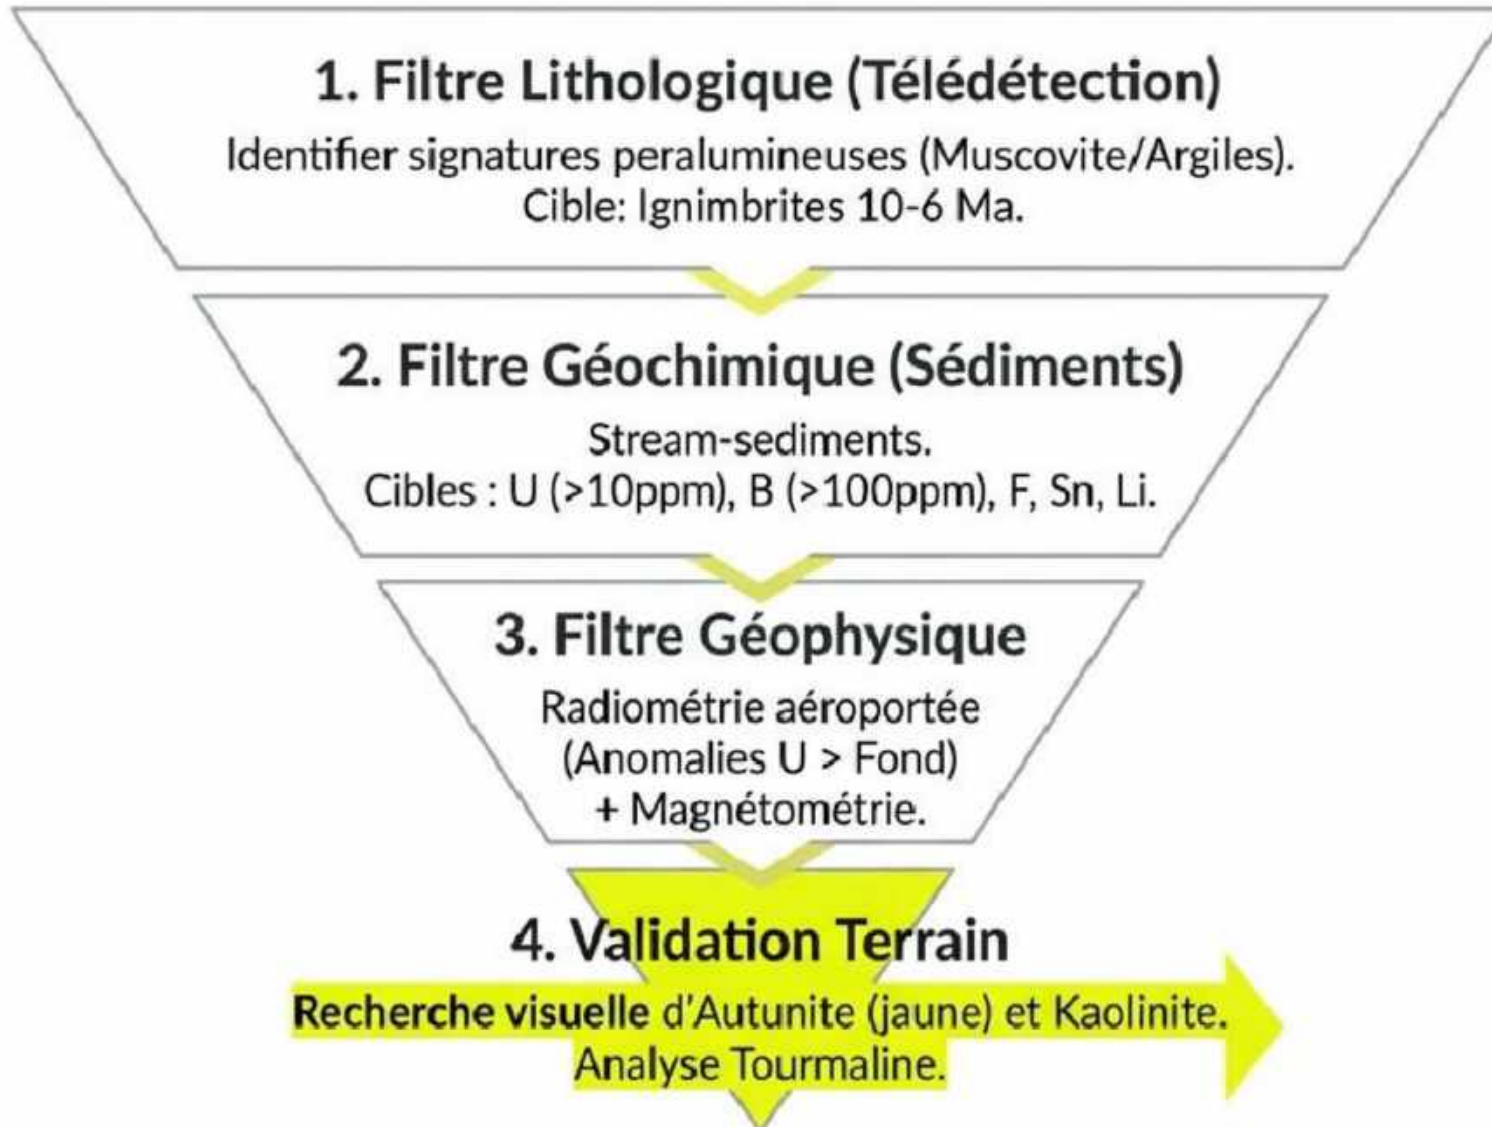 1. Filtre Lithologique (Télédétection)
Identifier signatures peralumineuses (Muscovite/Argiles).
Cible: Ignimbrites 10-6 Ma.
2. Filtre Géochimique (Sédiments)
Stream-sediments.
Cibles : U (>10ppm), B (>100ppm), F, Sn, Li.
3. Filtre Géophysique
Radiométrie aéroportée
(Anomalies U > Fond)
+ Magnétométrie.
4. Validation Terrain
Recherche visuelle d'Autunite (jaune) et Kaolinite.
Analyse Tourmaline.